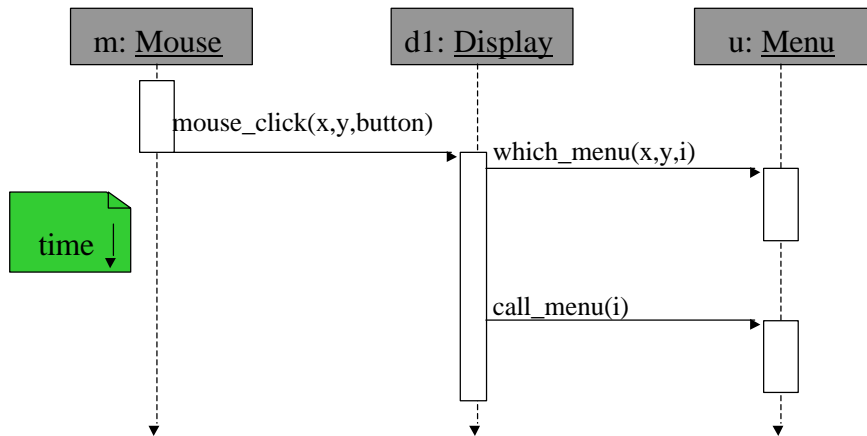 m: Mouse
d1: Display
u: Menu
mouse_click(x,y,button)
which_menu(x,y,i)
time
call_menu(i)